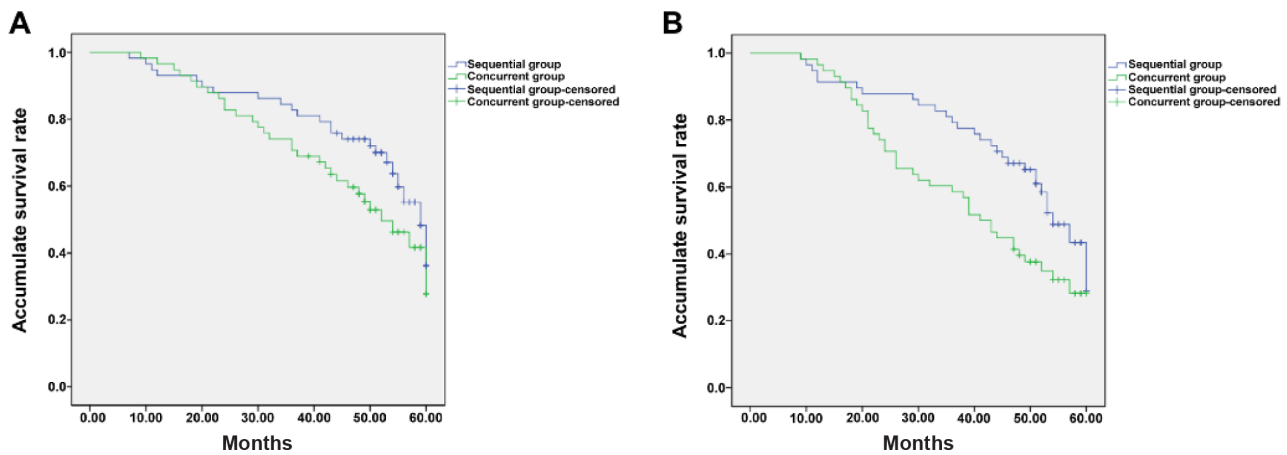 A
Accumulate survival rate
1.0
0.8
0.6
0.4
0.2
0.0
0.00 10.00 20.00 30.00 40.00 50.00 60.00
Months
Sequential group
Concurrent group
Sequential group-censored
Concurrent group-censored
B
Accumulate survival rate
1.0
0.8
0.6
0.4
0.2
0.0
0.00 10.00 20.00 30.00 40.00 50.00 60.00
Months
Sequential group
Concurrent group
Sequential group-censored
Concurrent group-censored